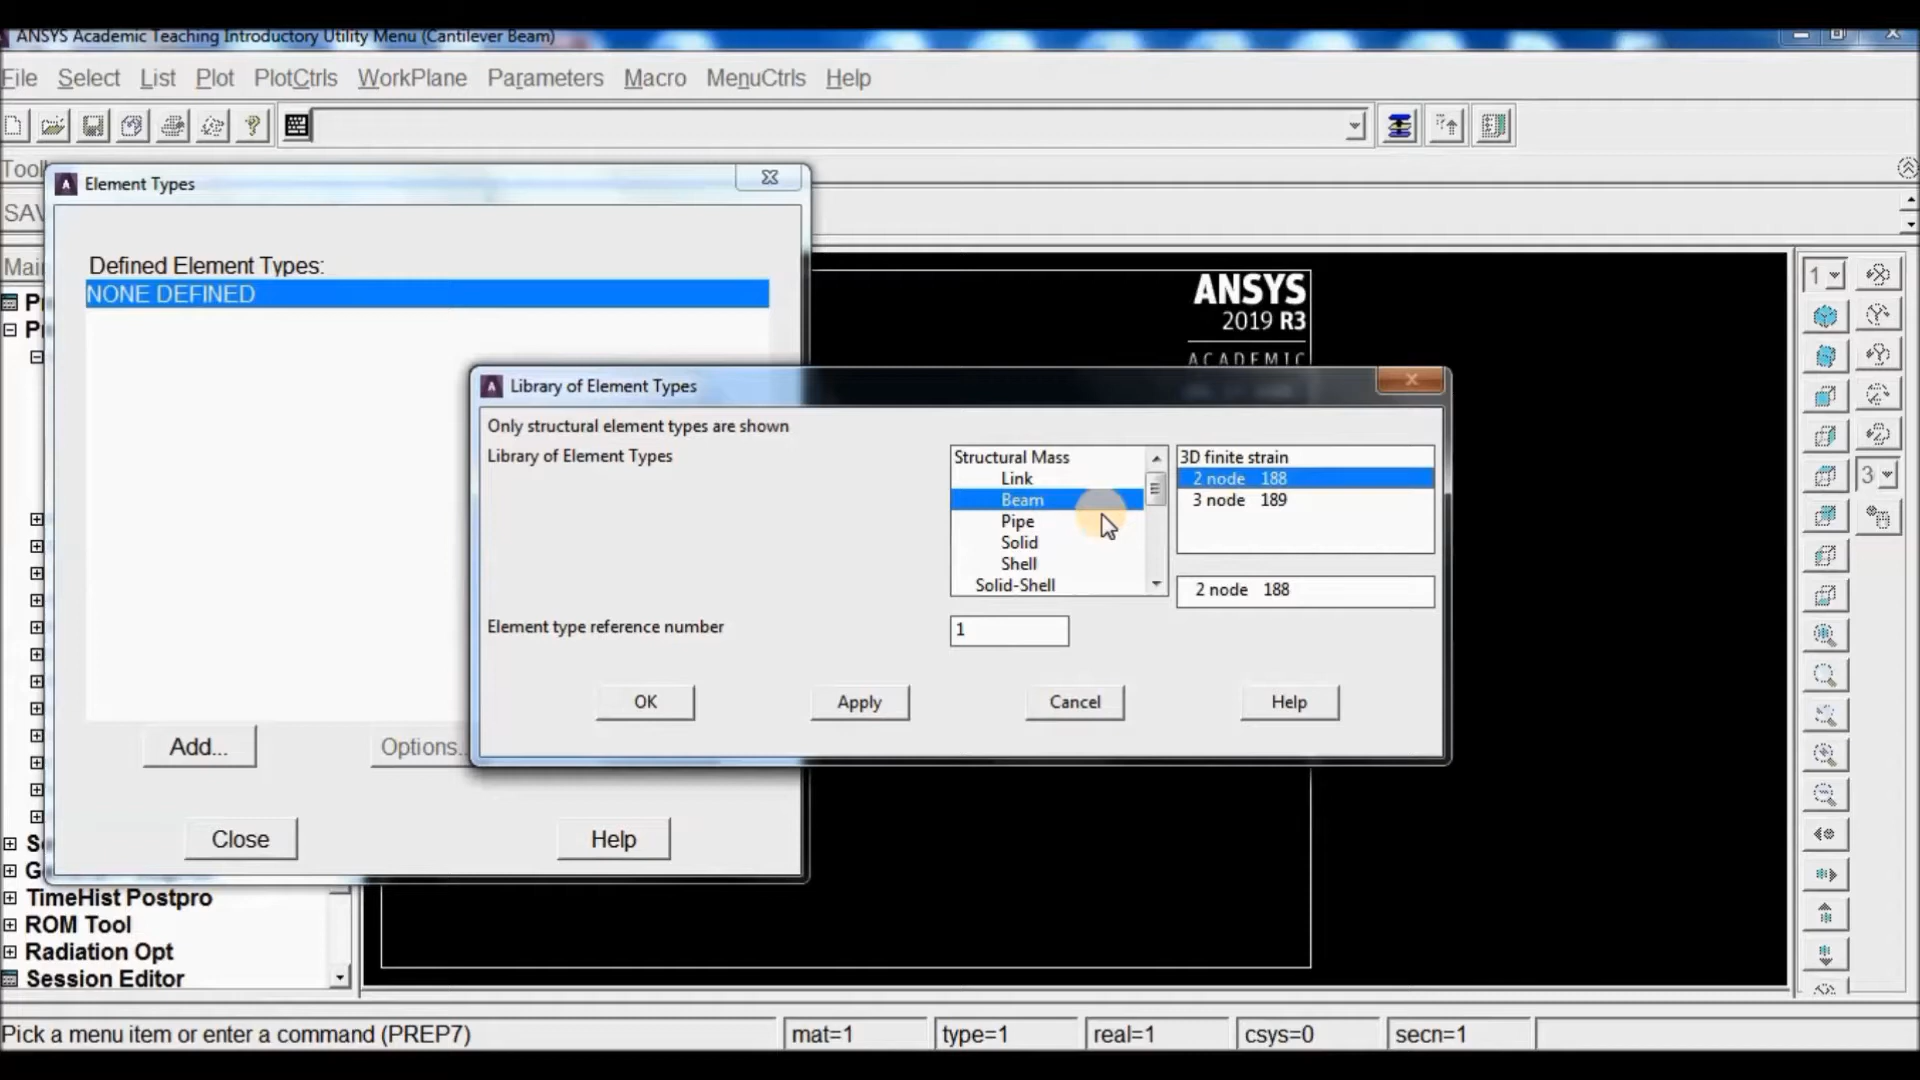 ANSYS Academic Teaching Introductory Utility Menu (Cantilever Beam)
File Select List Plot PlotCtrls WorkPlane Parameters Macro MenuCtrls Help
Element Types
Defined Element Types:
NONE DEFINED
ANSYS
2019 R3
ACADEMIC
Library of Element Types
Only structural element types are shown
Library of Element Types
Structural Mass
Link
Beam
Pipe
Solid
Shell
Solid-Shell
3D finite strain
2 node 188
3 node 189
2 node 188
Element type reference number
1
OK Apply Cancel Help
Add... Options...
Close Help
TimeHist Postpro
ROM Tool
Radiation Opt
Session Editor
1
3
Pick a menu item or enter a command (PREP7)
mat=1
type=1
real=1
csys=0
secn=1